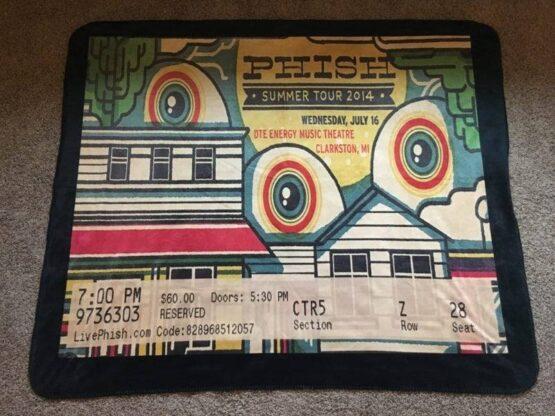 PHISH
• SUMMER TOUR 2014 •
WEDNESDAY, JULY 16
DTE ENERGY MUSIC THEATRE
CLARKSTON, MI
7:00 PM $60.00 Doors: 5:30 PM CTR5 Z 28
9736303 RESERVED Section Row Seat
LivePhish.com Code:828968512057